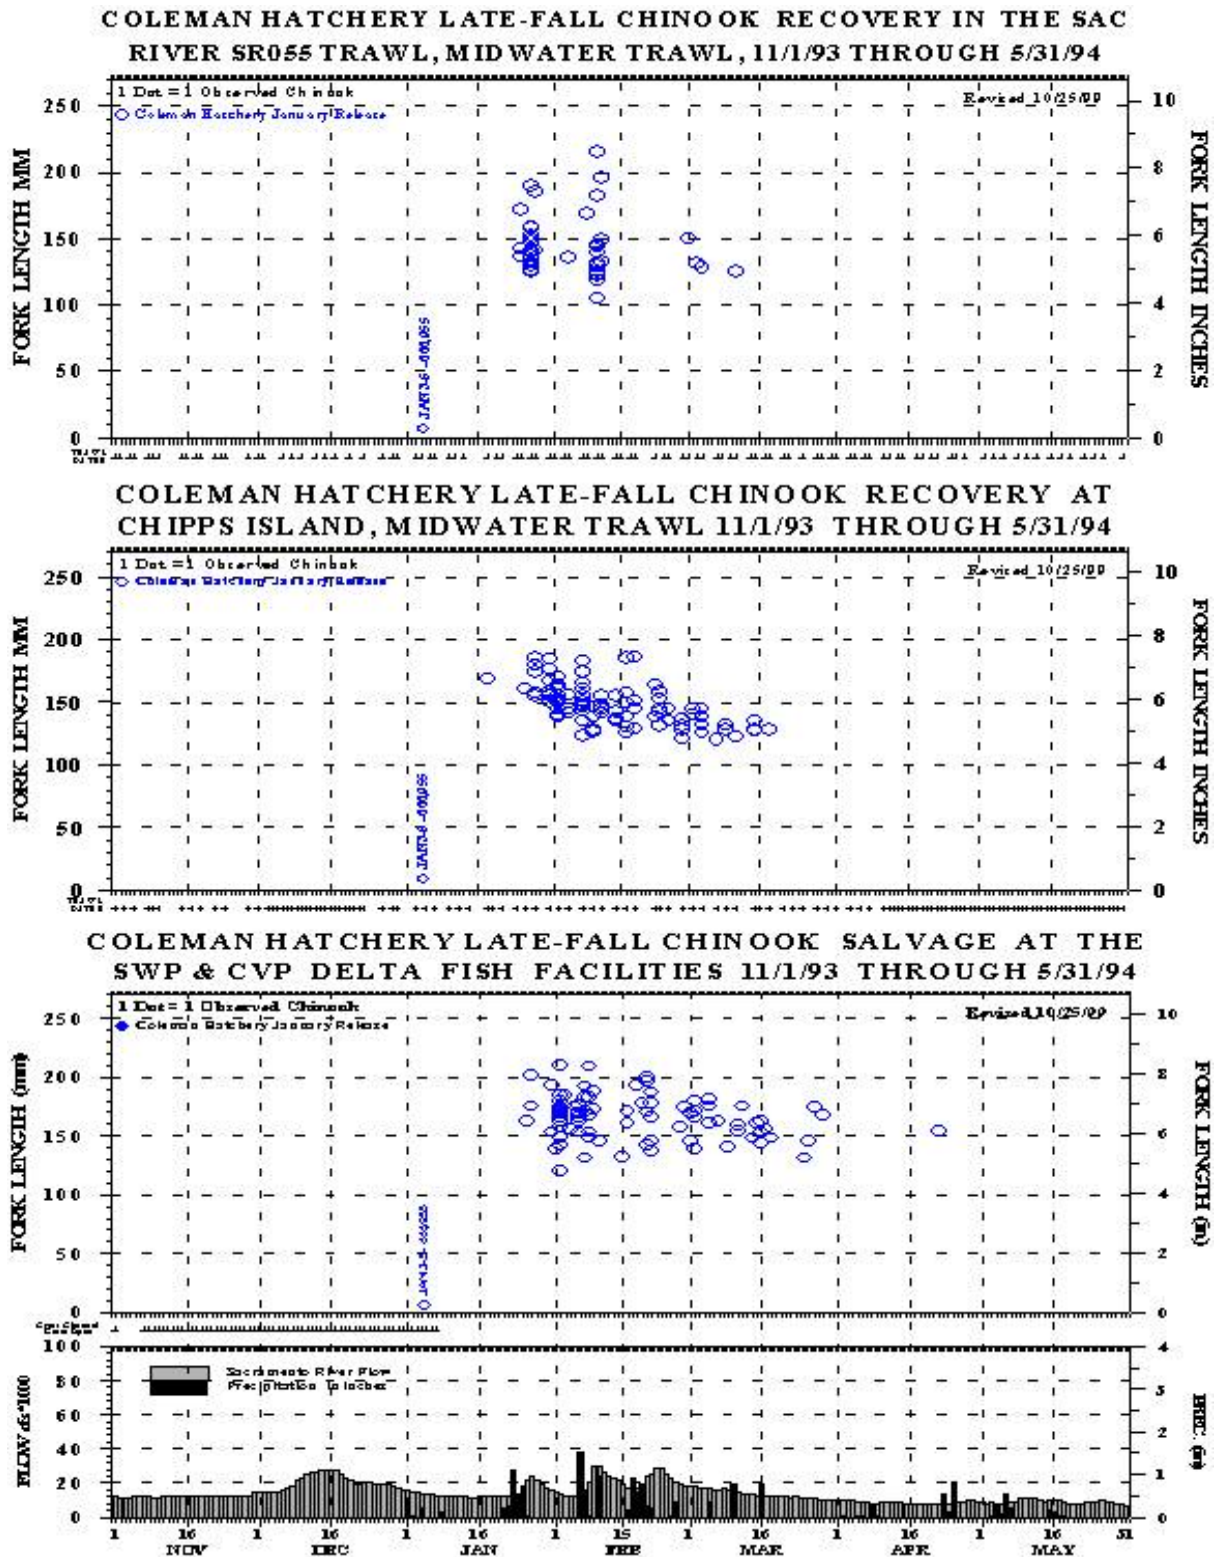 COLEMAN HATCHERY LATE-FALL CHINOOK RECOVERY IN THE SAC
RIVER SR055 TRAWL, MIDWATER TRAWL, 11/1/93 THROUGH 5/31/94
1 Dot = 1 Observed Chinook
Coleman Hatchery January Release
Revised 10/25/99
FORK LENGTH MM
250
200
150
100
50
0
FORK LENGTH INCHES
10
8
6
4
2
0
COLEMAN HATCHERY LATE-FALL CHINOOK RECOVERY AT
CHIPPS ISLAND, MIDWATER TRAWL 11/1/93 THROUGH 5/31/94
1 Dot = 1 Observed Chinook
Coleman Hatchery January Release
Revised 10/25/99
FORK LENGTH MM
250
200
150
100
50
0
FORK LENGTH INCHES
10
8
6
4
2
0
COLEMAN HATCHERY LATE-FALL CHINOOK SALVAGE AT THE
SWP & CVP DELTA FISH FACILITIES 11/1/93 THROUGH 5/31/94
1 Dot = 1 Observed Chinook
Coleman Hatchery January Release
Revised 10/25/99
FORK LENGTH (mm)
250
200
150
100
50
0
FORK LENGTH (in)
10
8
6
4
2
0
Sacramento River Flow
Precipitation In Inches
FLOW cfs*1000
100
80
60
40
20
0
PREC. (in)
4
3
2
1
0
1 16 1 16 1 16 1 15 1 16 1 16 1 16 31
NOV DEC JAN FEB MAR APR MAY